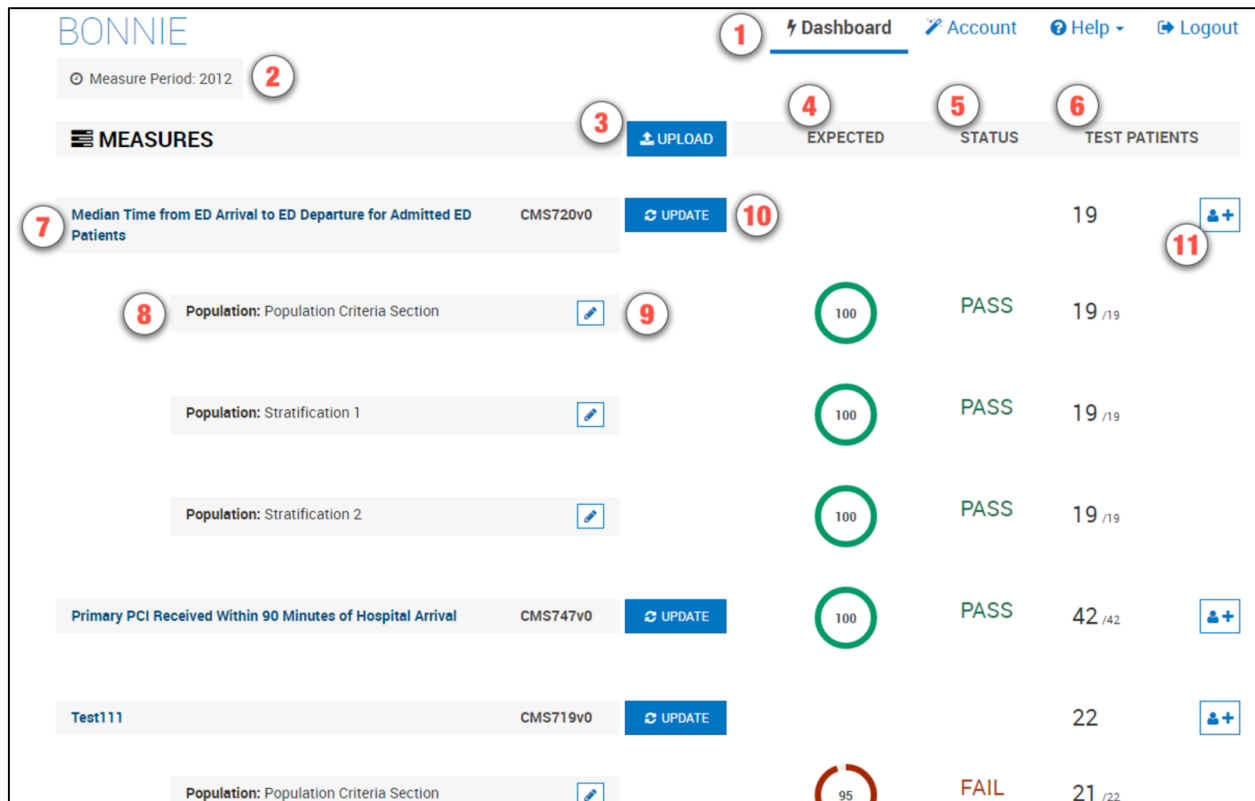 BONNIE
1 Dashboard Account Help Logout
Measure Period: 2012 2
4 5 6
MEASURES 3 UPLOAD EXPECTED STATUS TEST PATIENTS
7 Median Time from ED Arrival to ED Departure for Admitted ED CMS720v0 UPDATE 10 19
Patients 11
8 Population: Population Criteria Section 9 100 PASS 19 /19
Population: Stratification 1 100 PASS 19 /19
Population: Stratification 2 100 PASS 19 /19
Primary PCI Received Within 90 Minutes of Hospital Arrival CMS747v0 UPDATE 100 PASS 42 /42
Test111 CMS719v0 UPDATE 22
Population: Population Criteria Section 95 FAIL 21 /22